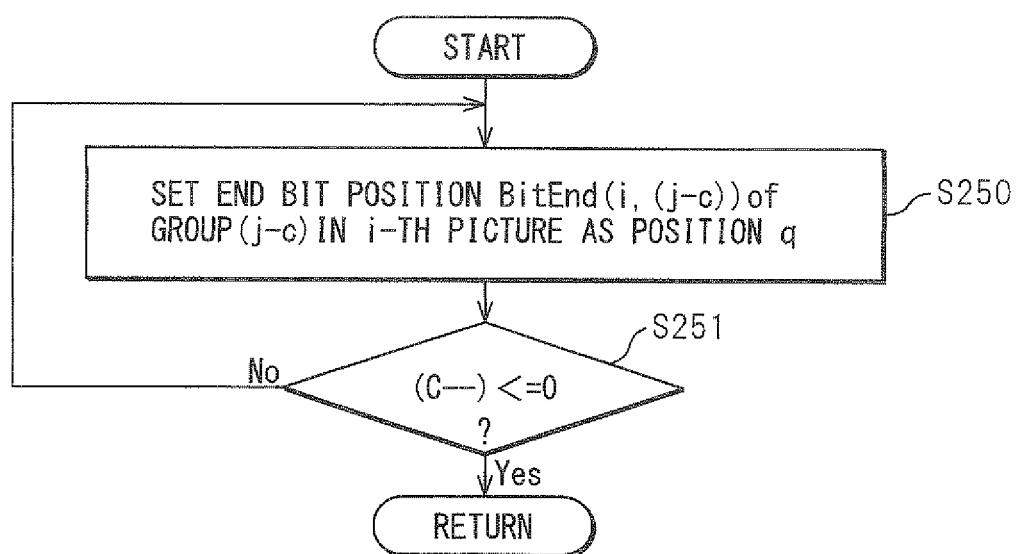 START
SET END BIT POSITION BitEnd(i,(j-c))of
GROUP(j-c)IN i-TH PICTURE AS POSITION q
S250
S251
No
(C--)<=0
?
Yes
RETURN